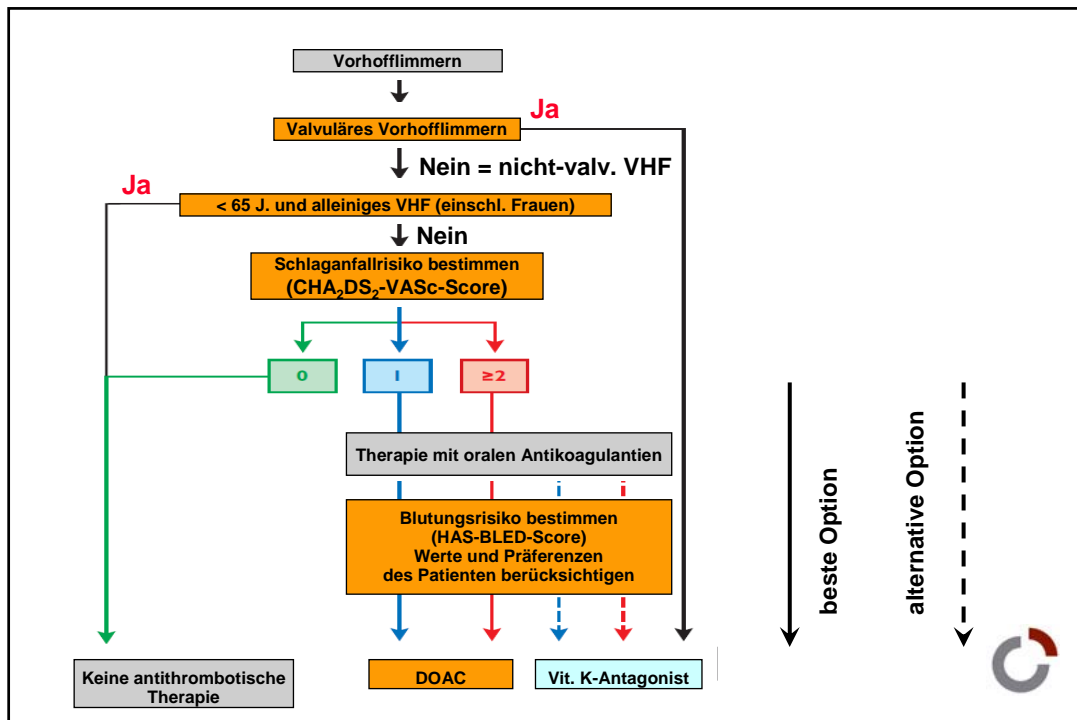 Vorhofflimmern
Ja
Valvuläres Vorhofflimmern
Nein = nicht-valv. VHF
Ja
< 65 J. und alleiniges VHF (einschl. Frauen)
Nein
Schlaganfallrisiko bestimmen
(CHA₂DS₂-VASc-Score)
0
I
≥2
Therapie mit oralen Antikoagulantien
Blutungsrisiko bestimmen
(HAS-BLED-Score)
Werte und Präferenzen
des Patienten berücksichtigen
beste Option
alternative Option
Keine antithrombotische
Therapie
DOAC
Vit. K-Antagonist